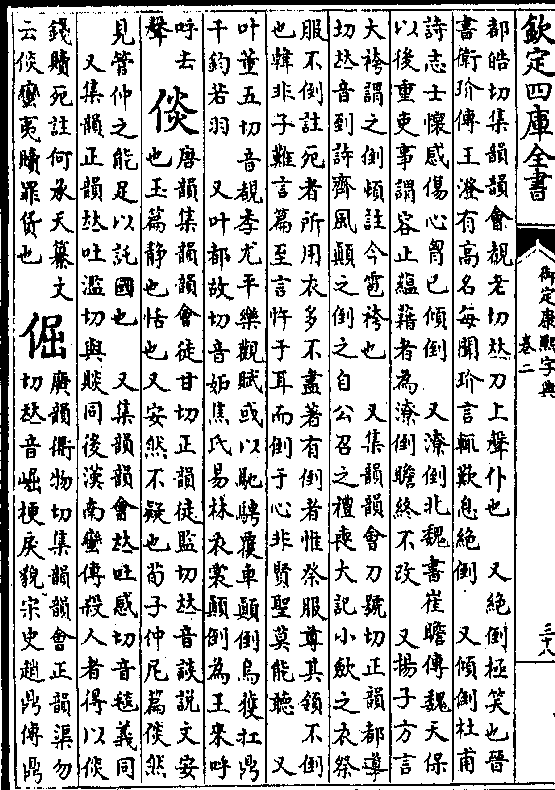 欽定四庫全書
御定康熙字典
卷二
三十八
都皓切集韻韻會覩老切𠀤刀上聲仆也　又絶倒極笑也晉
書衛玠傳王澄有高名每聞玠言輒歎息絶倒　又傾倒杜甫
詩志士懷感傷心胷已傾倒　又潦倒北魏書崔瞻傳魏天保
以後重吏事謂容止蘊藉者為潦倒瞻終不改　又揚子方言
大袴謂之倒頓註今雹袴也　又集韻韻會刀號切正韻都導
切𠀤音到詩齊風顛之倒之自公召之禮喪大記小斂之衣祭
服不倒註死者所用衣多不盡著有倒者惟祭服尊其領不倒
也韓非子難言篇至言忤于耳而倒于心非賢聖莫能聽　又
叶董五切音覩李尤平樂觀賦或以馳騁覆車顛倒烏獲扛鼎
千鈞若羽　又叶都故切音妬焦氏易林衣裳顛倒為王來呼
呼去
聲
倓
唐韻集韻韻會徒甘切正韻徒監切𠀤音談說文安
也玉篇静也恬也又安然不疑也荀子仲尼篇倓然
見管仲之能足以託國也　又集韻韻會𠀤吐感切音毯義同
又集韻正韻𠀤吐濫切與賧同後漢南蠻傳殺人者得以倓
錢贖死註何承天纂文
云倓蠻夷贖罪貨也
倔
廣韻衢物切集韻韻會正韻渠勿
切𠀤音崛梗戾貌宋史趙鼎傳鼎